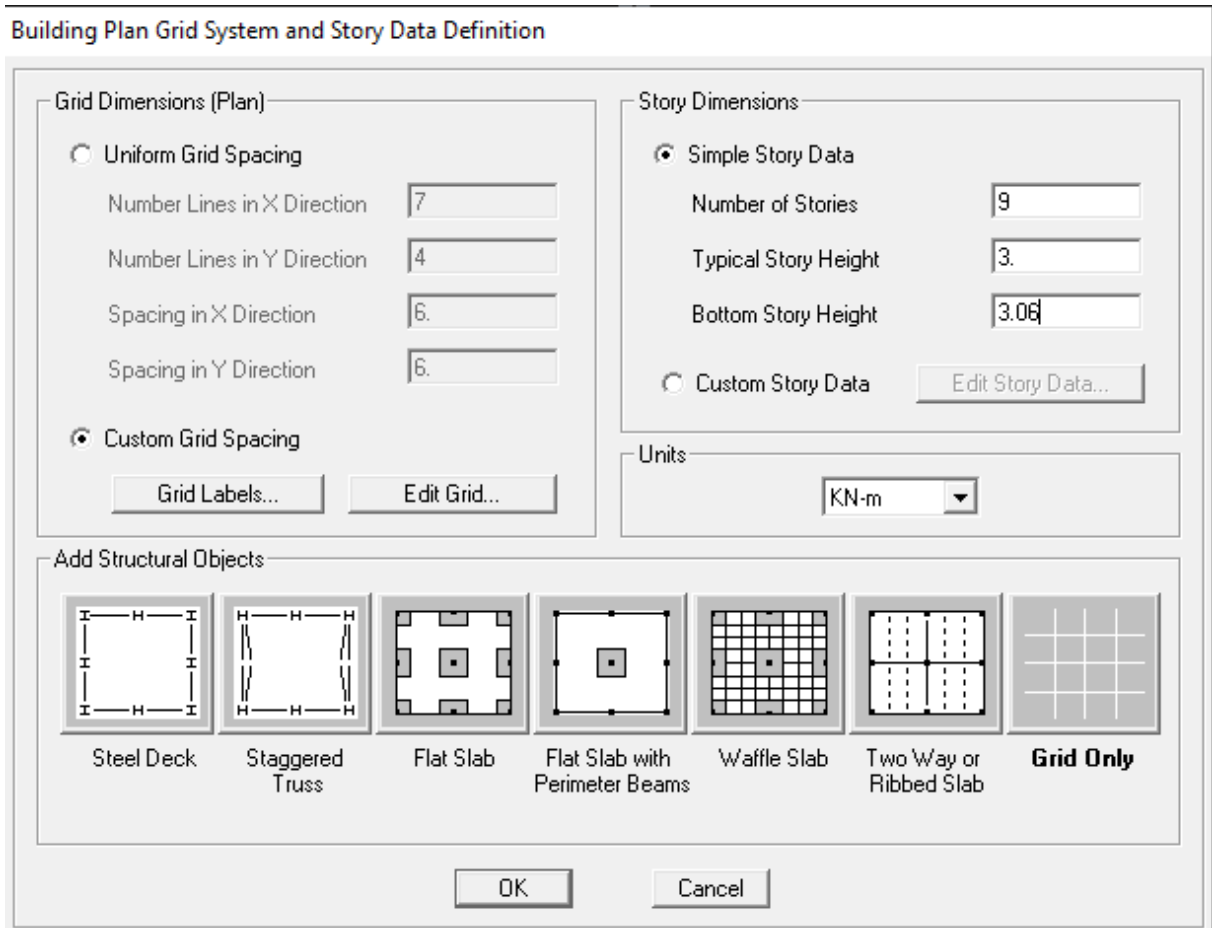 Building Plan Grid System and Story Data Definition
Grid Dimensions (Plan)
Uniform Grid Spacing
Number Lines in X Direction 7
Number Lines in Y Direction 4
Spacing in X Direction 6.
Spacing in Y Direction 6.
Custom Grid Spacing
Grid Labels... Edit Grid...
Story Dimensions
Simple Story Data
Number of Stories 9
Typical Story Height 3.
Bottom Story Height 3.06
Custom Story Data Edit Story Data...
Units
KN-m
Add Structural Objects
Steel Deck
Staggered
Truss
Flat Slab
Flat Slab with
Perimeter Beams
Waffle Slab
Two Way or
Ribbed Slab
Grid Only
OK Cancel